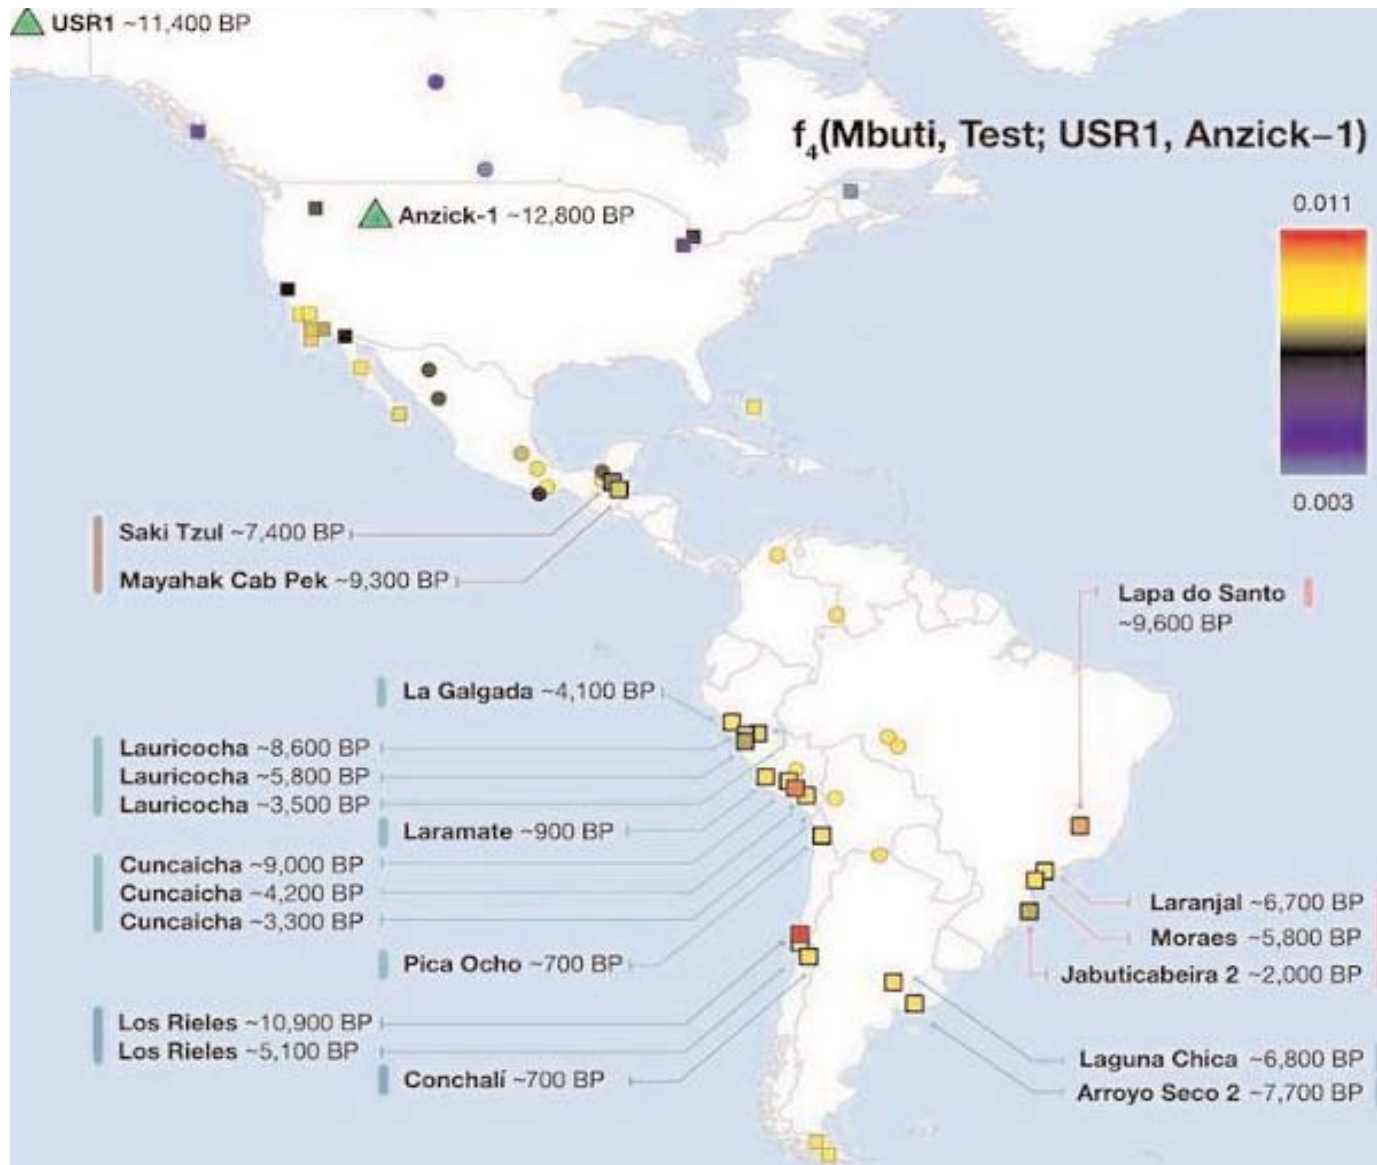 USR1 ~11,400 BP
f4(Mbuti, Test; USR1, Anzick–1)
0.011
Anzick-1 ~12,800 BP
0.003
Saki Tzul ~7,400 BP
Mayahak Cab Pek ~9,300 BP
Lapa do Santo
~9,600 BP
La Galgada ~4,100 BP
Lauricocha ~8,600 BP
Lauricocha ~5,800 BP
Lauricocha ~3,500 BP
Laramate ~900 BP
Cuncaicha ~9,000 BP
Cuncaicha ~4,200 BP
Cuncaicha ~3,300 BP
Laranjal ~6,700 BP
Moraes ~5,800 BP
Pica Ocho ~700 BP
Jabuticabeira 2 ~2,000 BP
Los Rieles ~10,900 BP
Los Rieles ~5,100 BP
Laguna Chica ~6,800 BP
Conchalí ~700 BP
Arroyo Seco 2 ~7,700 BP